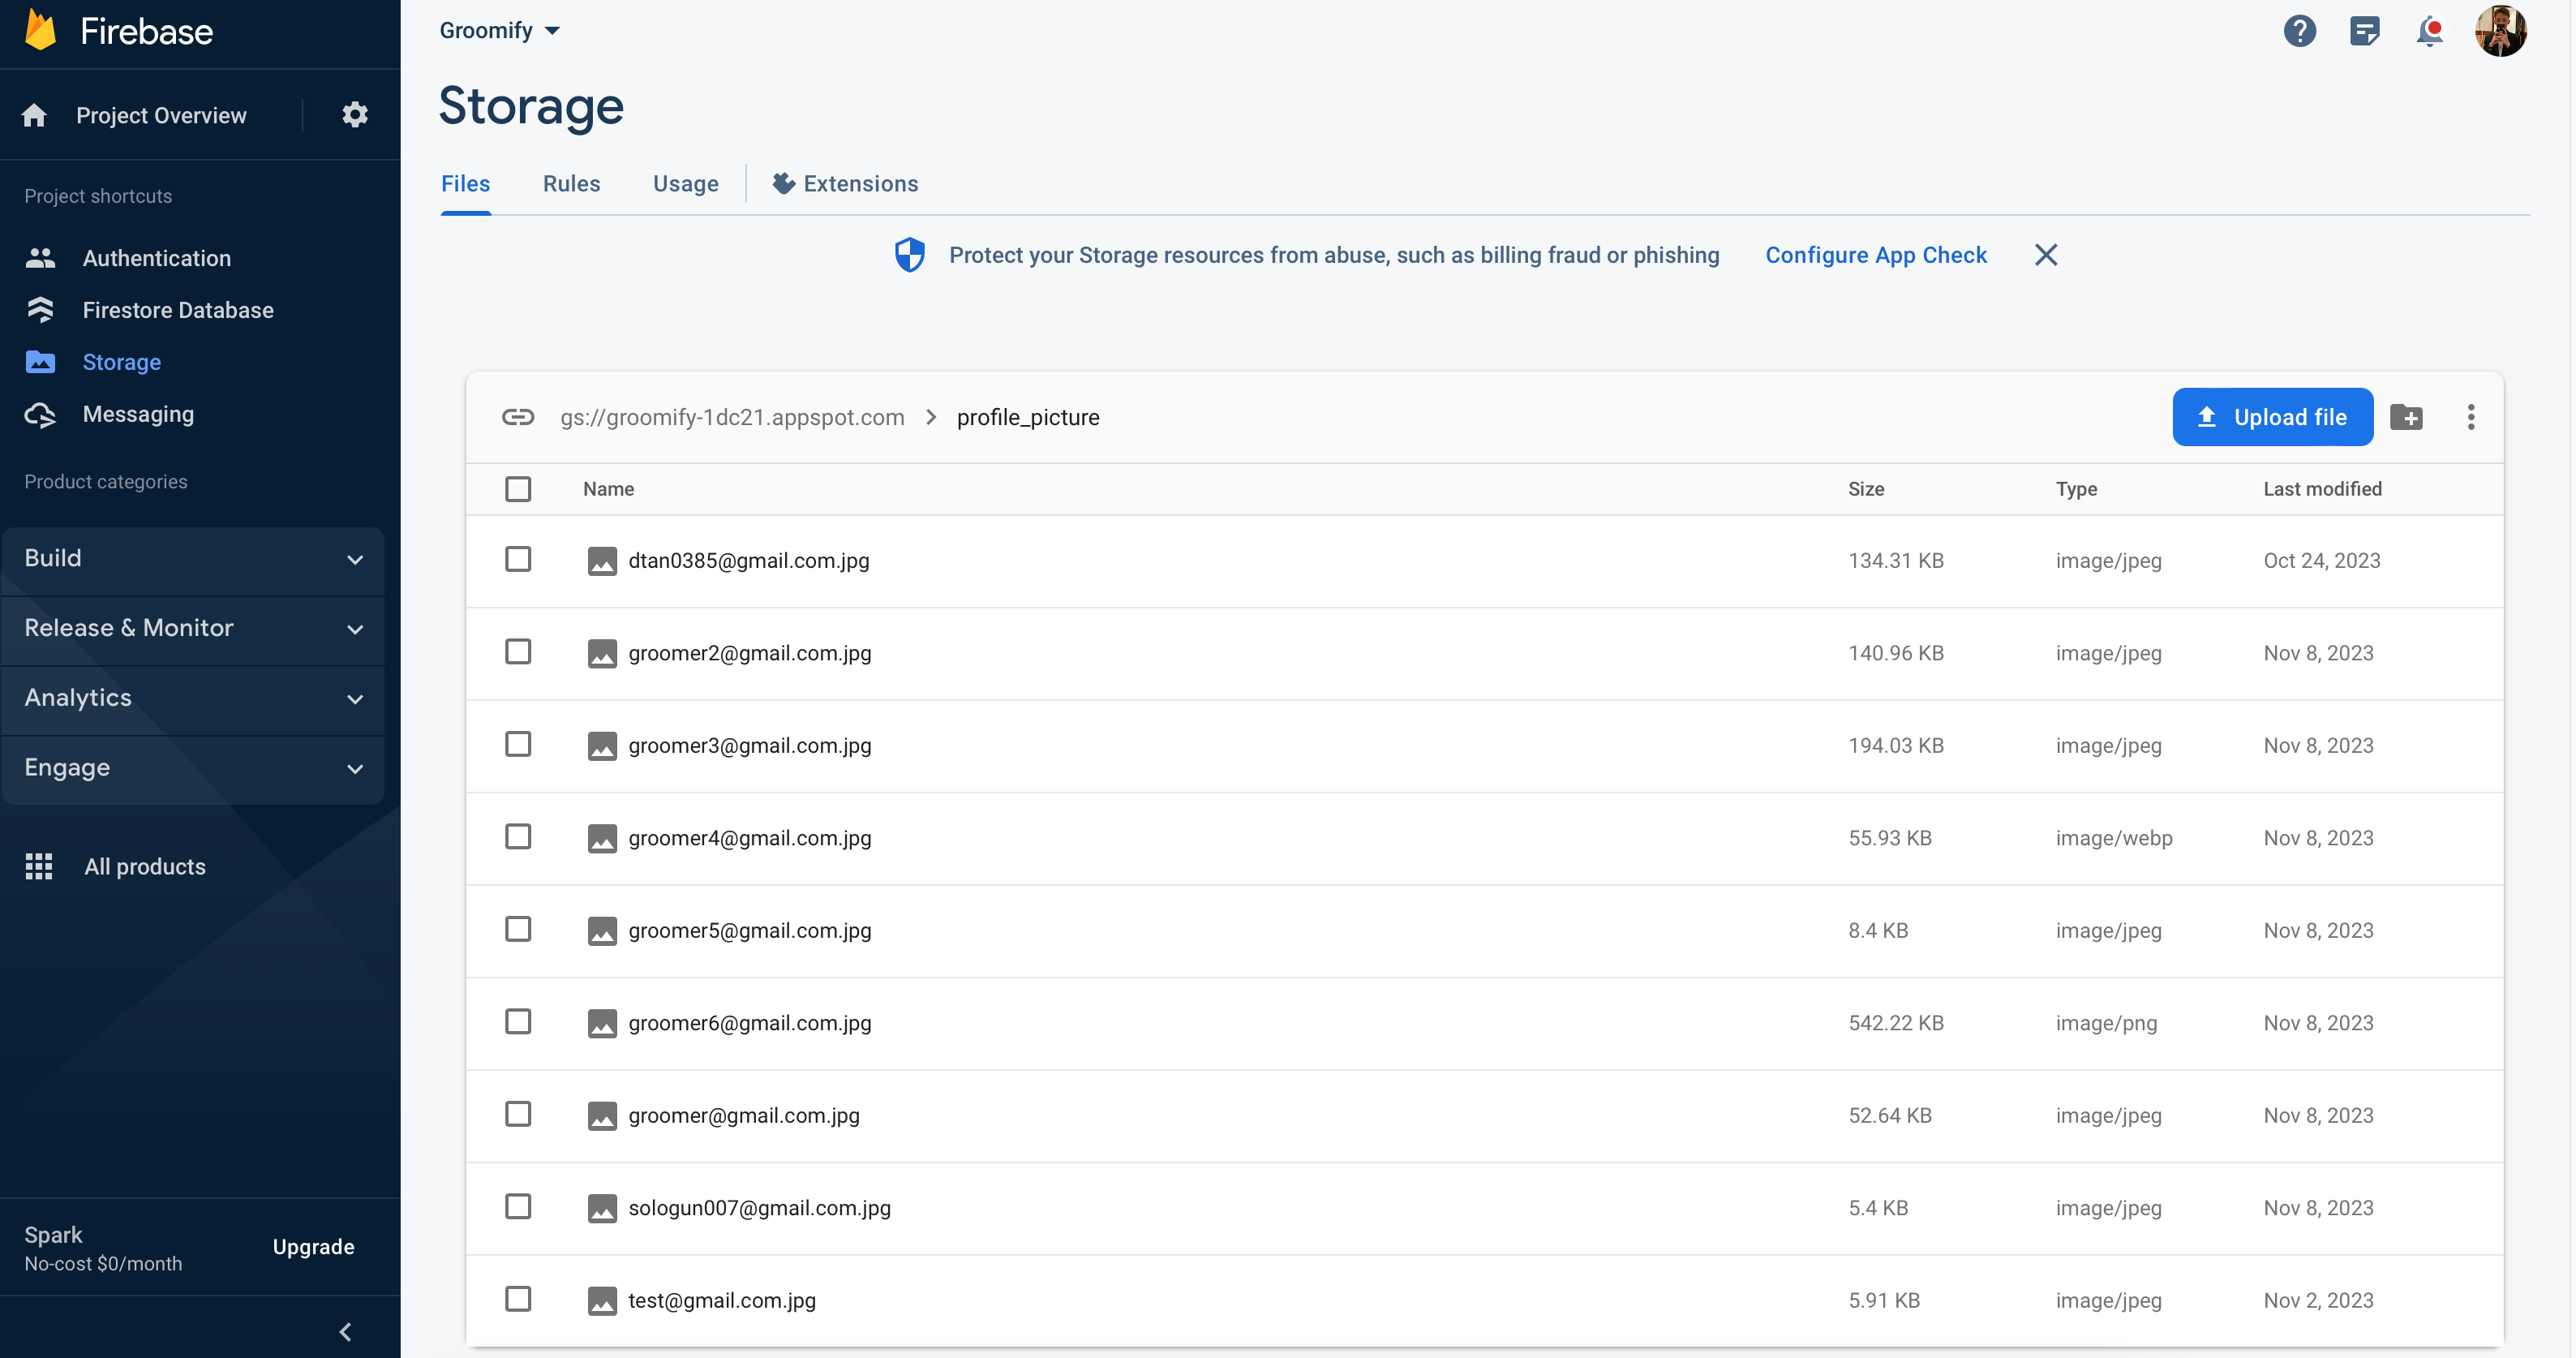 Firebase
Groomify
Project Overview
Storage
Project shortcuts
Files Rules Usage Extensions
Authentication
Protect your Storage resources from abuse, such as billing fraud or phishing Configure App Check
Firestore Database
Storage
Messaging
gs://groomify-1dc21.appspot.com profile_picture Upload file
Product categories
Name Size Type Last modified
Build
dtan0385@gmail.com.jpg 134.31 KB image/jpeg Oct 24, 2023
Release & Monitor
groomer2@gmail.com.jpg 140.96 KB image/jpeg Nov 8, 2023
Analytics
groomer3@gmail.com.jpg 194.03 KB image/jpeg Nov 8, 2023
Engage
groomer4@gmail.com.jpg 55.93 KB image/webp Nov 8, 2023
All products
groomer5@gmail.com.jpg 8.4 KB image/jpeg Nov 8, 2023
groomer6@gmail.com.jpg 542.22 KB image/png Nov 8, 2023
groomer@gmail.com.jpg 52.64 KB image/jpeg Nov 8, 2023
sologun007@gmail.com.jpg 5.4 KB image/jpeg Nov 8, 2023
Spark
No-cost $0/month Upgrade
test@gmail.com.jpg 5.91 KB image/jpeg Nov 2, 2023